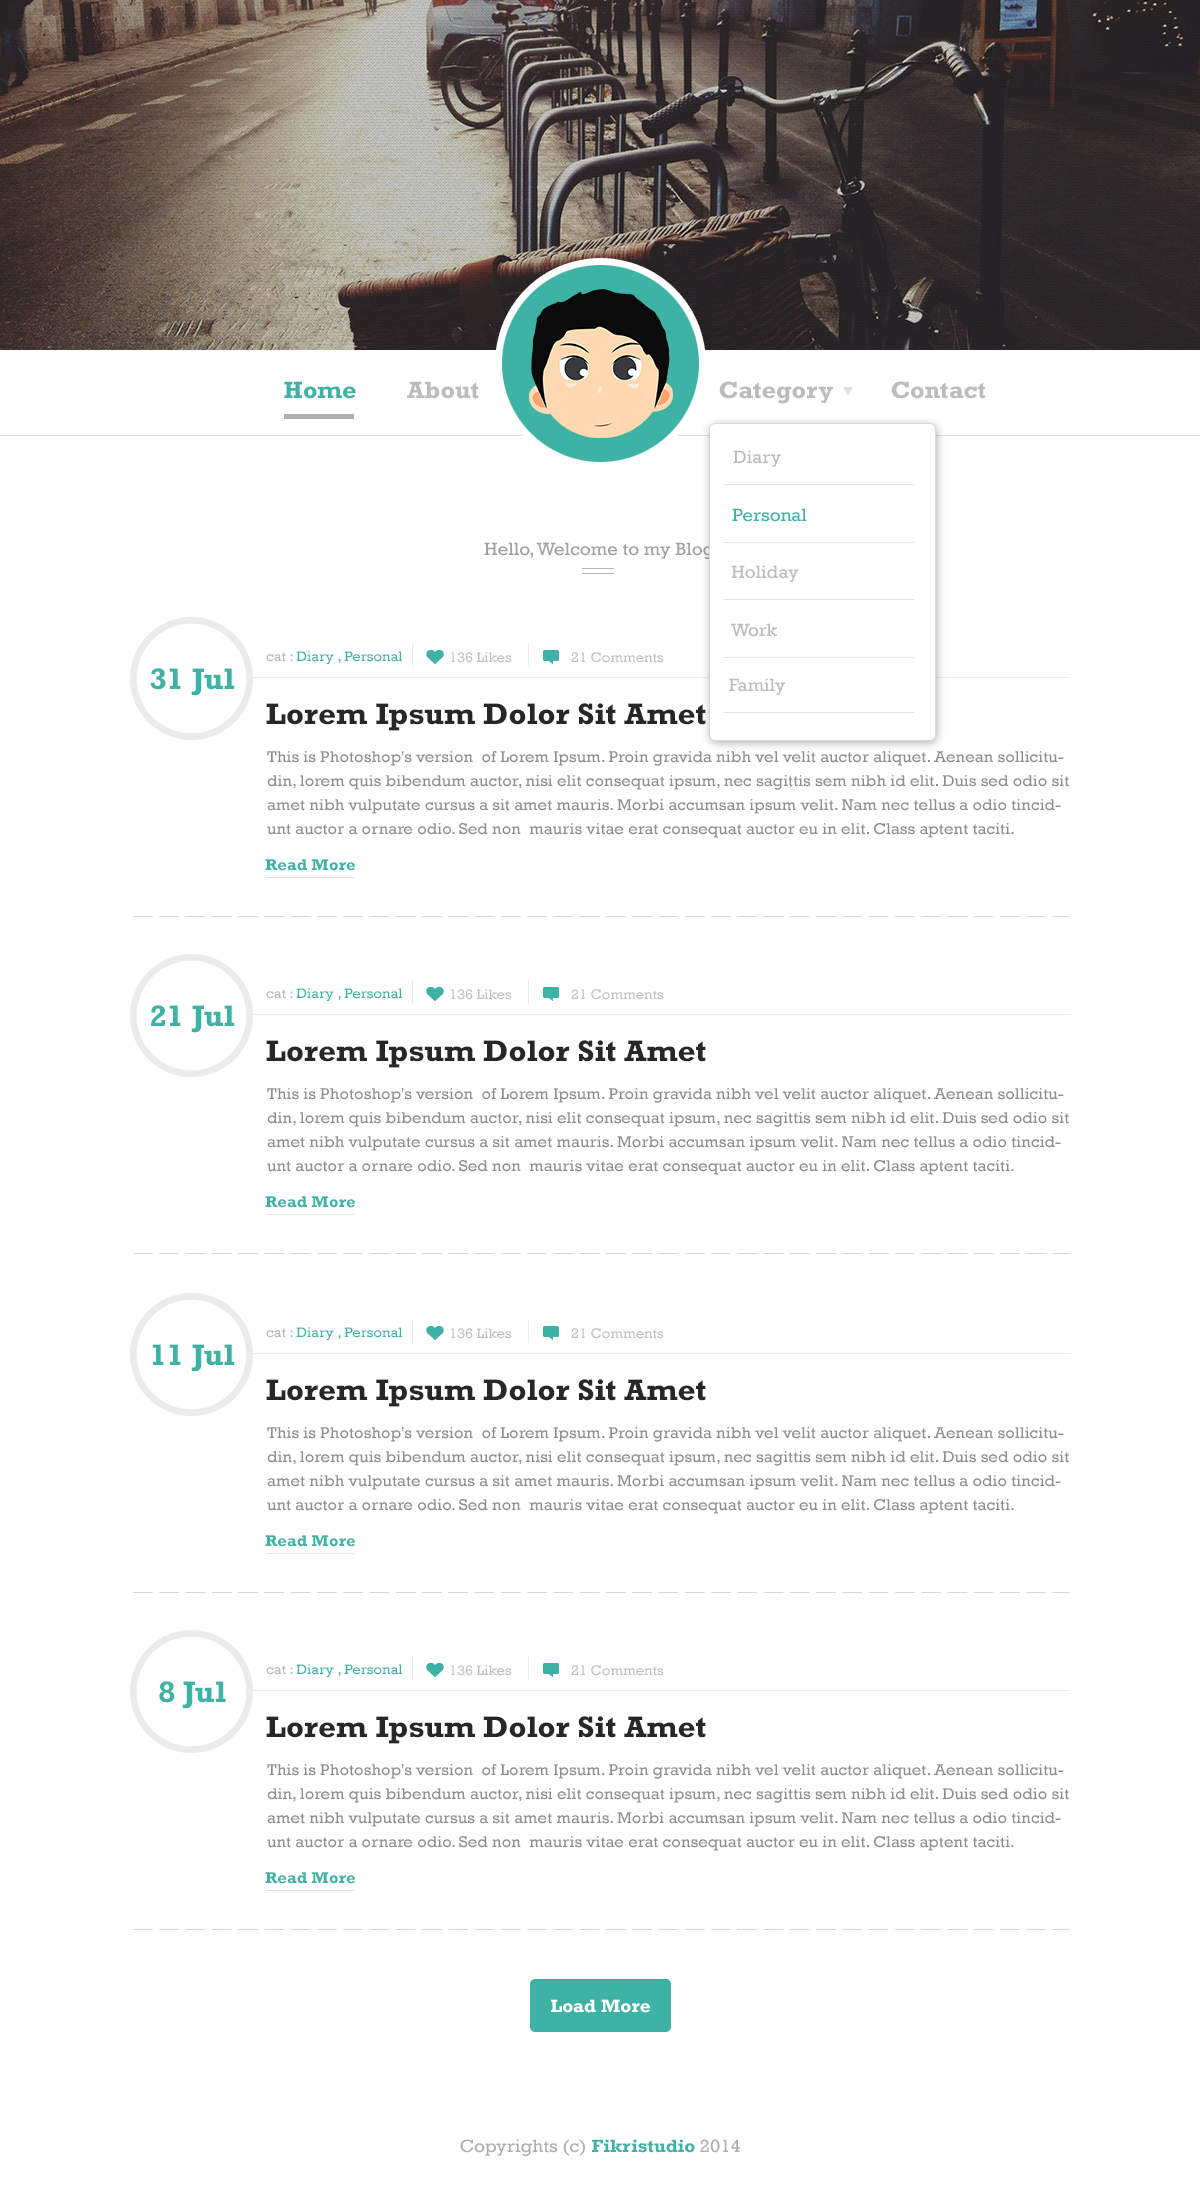 Home About Category Contact
Diary
Personal
Holiday
Work
Family
Hello, Welcome to my Blog
31 Jul
cat : Diary , Personal 136 Likes 21 Comments
Lorem Ipsum Dolor Sit Amet
This is Photoshop's version of Lorem Ipsum. Proin gravida nibh vel velit auctor aliquet. Aenean sollicitu-
din, lorem quis bibendum auctor, nisi elit consequat ipsum, nec sagittis sem nibh id elit. Duis sed odio sit
amet nibh vulputate cursus a sit amet mauris. Morbi accumsan ipsum velit. Nam nec tellus a odio tincid-
unt auctor a ornare odio. Sed non mauris vitae erat consequat auctor eu in elit. Class aptent taciti.
Read More
21 Jul
cat : Diary , Personal 136 Likes 21 Comments
Lorem Ipsum Dolor Sit Amet
This is Photoshop's version of Lorem Ipsum. Proin gravida nibh vel velit auctor aliquet. Aenean sollicitu-
din, lorem quis bibendum auctor, nisi elit consequat ipsum, nec sagittis sem nibh id elit. Duis sed odio sit
amet nibh vulputate cursus a sit amet mauris. Morbi accumsan ipsum velit. Nam nec tellus a odio tincid-
unt auctor a ornare odio. Sed non mauris vitae erat consequat auctor eu in elit. Class aptent taciti.
Read More
11 Jul
cat : Diary , Personal 136 Likes 21 Comments
Lorem Ipsum Dolor Sit Amet
This is Photoshop's version of Lorem Ipsum. Proin gravida nibh vel velit auctor aliquet. Aenean sollicitu-
din, lorem quis bibendum auctor, nisi elit consequat ipsum, nec sagittis sem nibh id elit. Duis sed odio sit
amet nibh vulputate cursus a sit amet mauris. Morbi accumsan ipsum velit. Nam nec tellus a odio tincid-
unt auctor a ornare odio. Sed non mauris vitae erat consequat auctor eu in elit. Class aptent taciti.
Read More
8 Jul
cat : Diary , Personal 136 Likes 21 Comments
Lorem Ipsum Dolor Sit Amet
This is Photoshop's version of Lorem Ipsum. Proin gravida nibh vel velit auctor aliquet. Aenean sollicitu-
din, lorem quis bibendum auctor, nisi elit consequat ipsum, nec sagittis sem nibh id elit. Duis sed odio sit
amet nibh vulputate cursus a sit amet mauris. Morbi accumsan ipsum velit. Nam nec tellus a odio tincid-
unt auctor a ornare odio. Sed non mauris vitae erat consequat auctor eu in elit. Class aptent taciti.
Read More
Load More
Copyrights (c) Fikristudio 2014